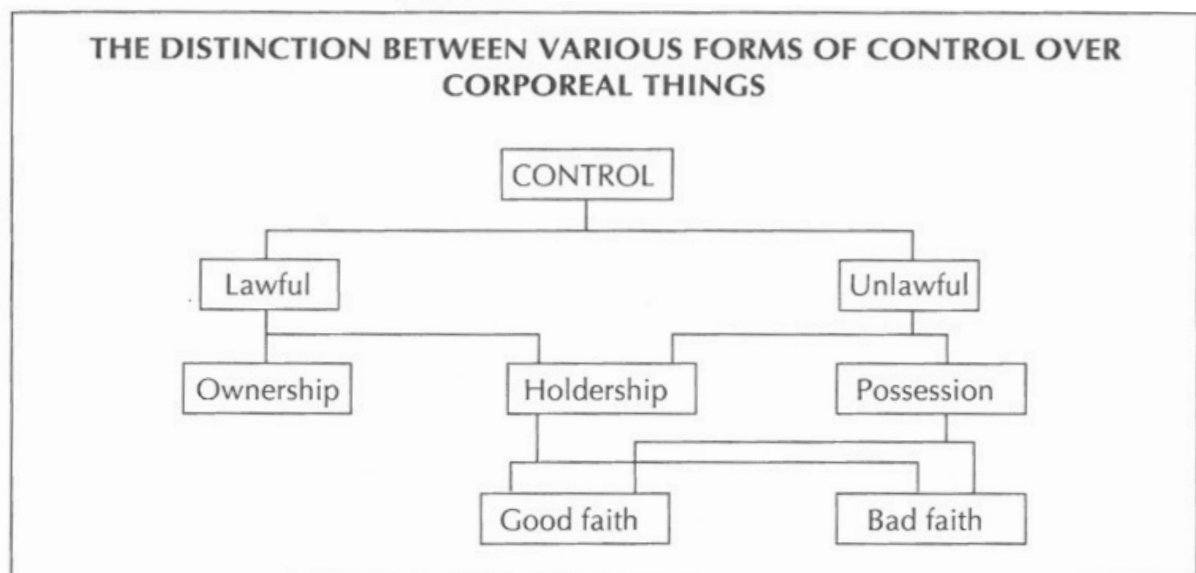 THE DISTINCTION BETWEEN VARIOUS FORMS OF CONTROL OVER
CORPOREAL THINGS
CONTROL
Lawful
Unlawful
Ownership
Holdership
Possession
Good faith
Bad faith